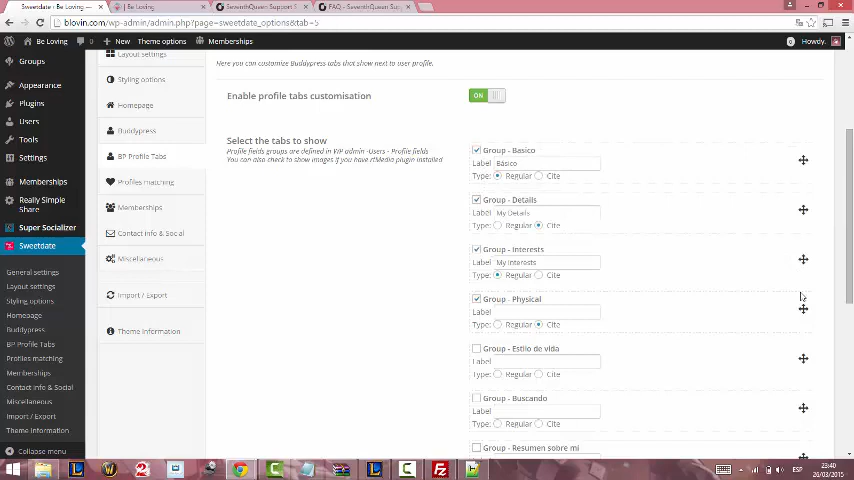 Sweetdate —
Be Loving
SeventhQueen Support S
FAQ - SeventhQueen Sup
blovin.com/wp-admin/admin.php?page=sweetdate_options&tab=5
Be Loving
0
+ New
Theme options
Memberships
0
Howdy,
Groups
Appearance
Plugins
Users
Tools
Settings
Memberships
Really Simple
Share
Super Socializer
Sweetdate
General settings
Layout settings
Styling options
Homepage
Buddypress
BP Profile Tabs
Profiles matching
Memberships
Contact info & Social
Miscellaneous
Import / Export
Theme Information
Collapse menu
Layout settings
Styling options
Homepage
Buddypress
BP Profile Tabs
Profiles matching
Memberships
Contact info & Social
Miscellaneous
Import / Export
Theme Information
Here you can customize Buddypress tabs that show next to user profile.
Enable profile tabs customisation
ON
Select the tabs to show
Profile fields groups are defined in WP admin -Users - Profile fields
You can also check to show images if you have rtMedia plugin installed
Group - Basico
Label Básico
Type: Regular Cite
Group - Details
Label My Details
Type: Regular Cite
Group - Interests
Label My Interests
Type: Regular Cite
Group - Physical
Label
Type: Regular Cite
Group - Estilo de vida
Label
Type: Regular Cite
Group - Buscando
Label
Type: Regular Cite
Group - Resumen sobre mi
ESP
23:40
26/03/2015